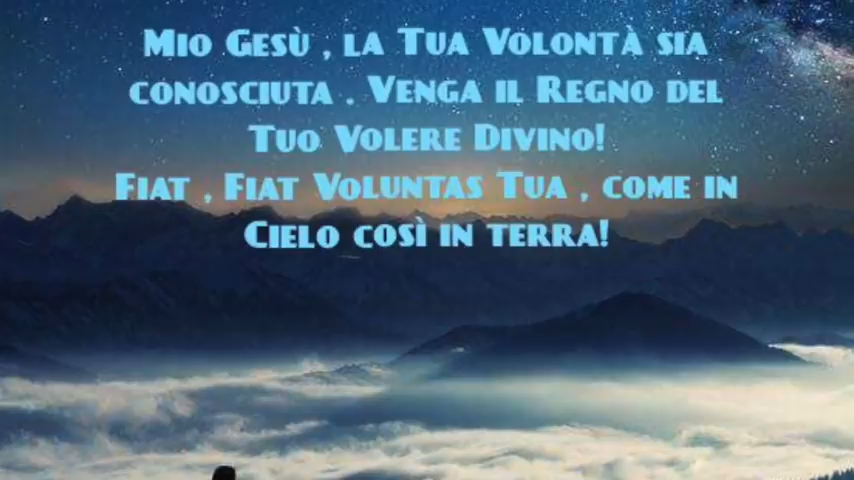 Mio Gesù , la Tua Volontà sia
conosciuta . Venga il Regno del
Tuo Volere Divino!
Fiat , Fiat Voluntas Tua , come in
Cielo così in terra!